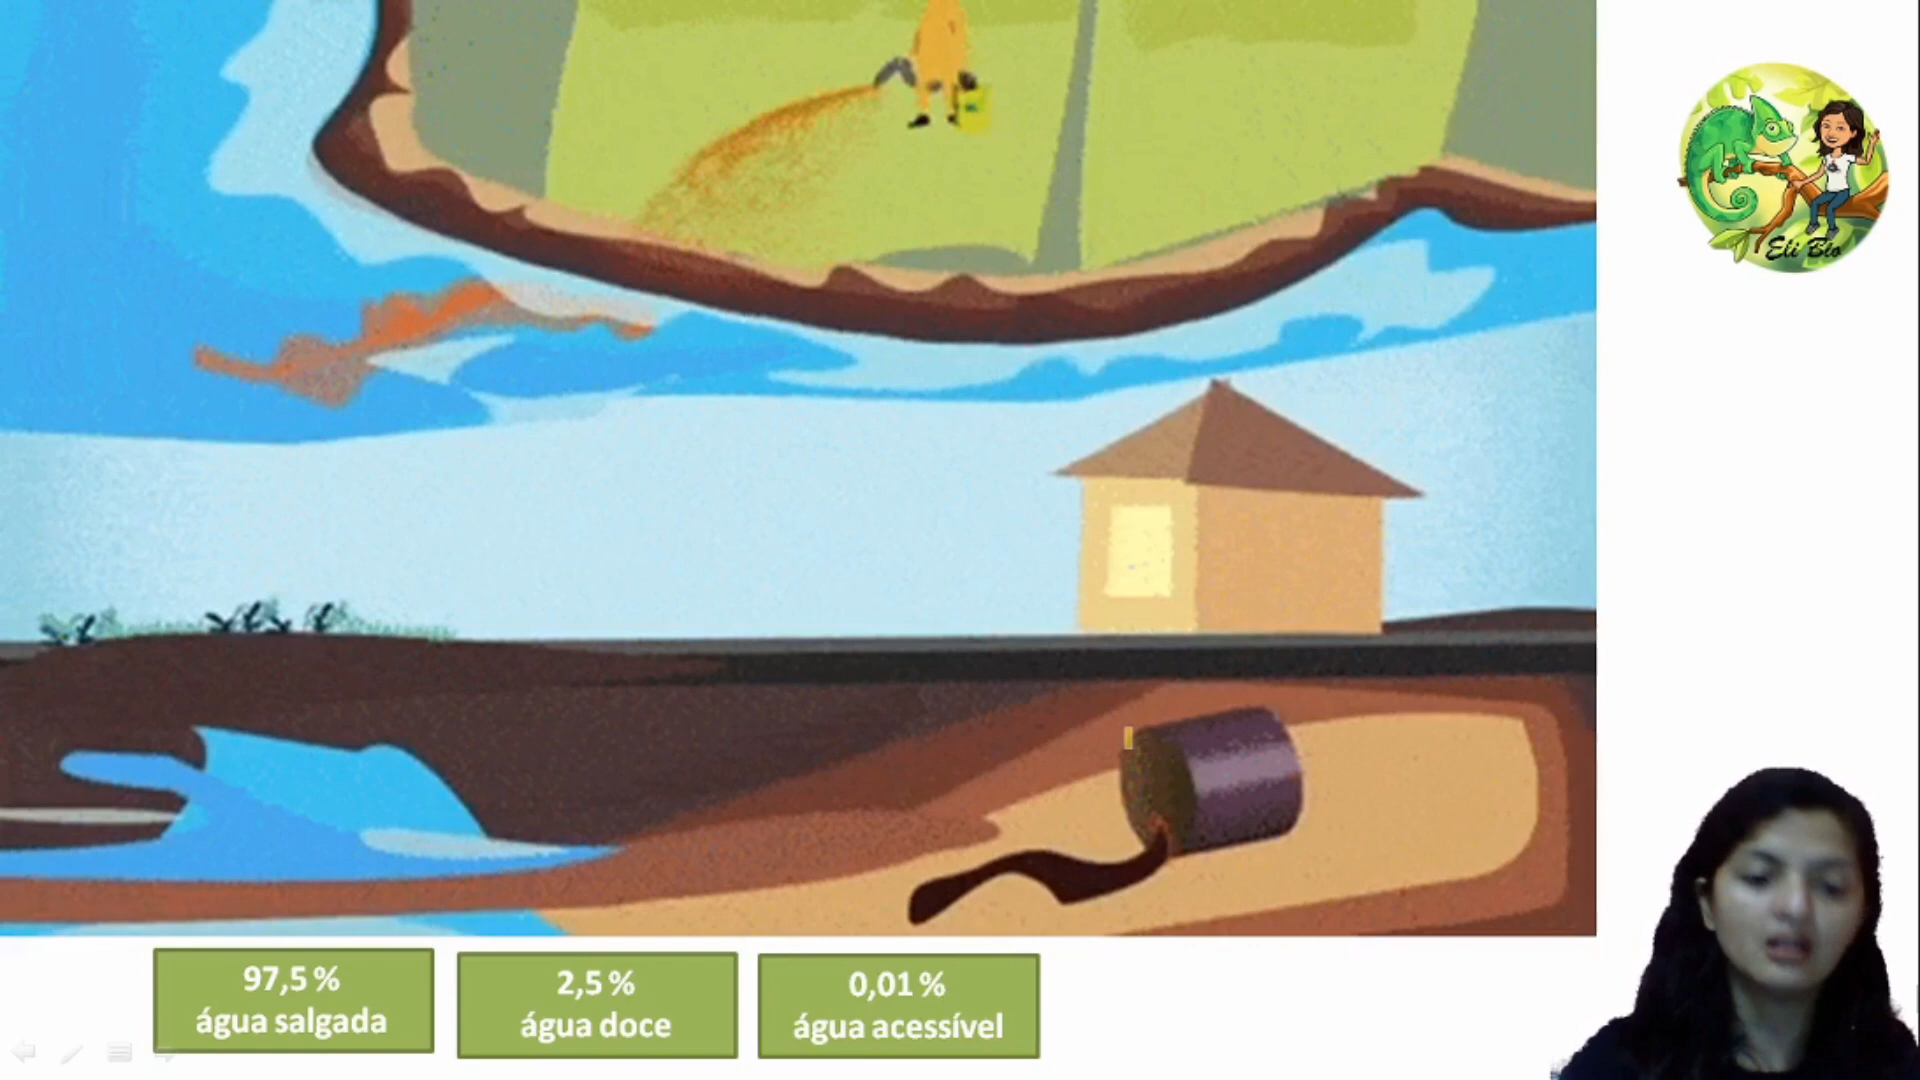 Eli Bio
97,5 %
água salgada
2,5 %
água doce
0,01 %
água acessível